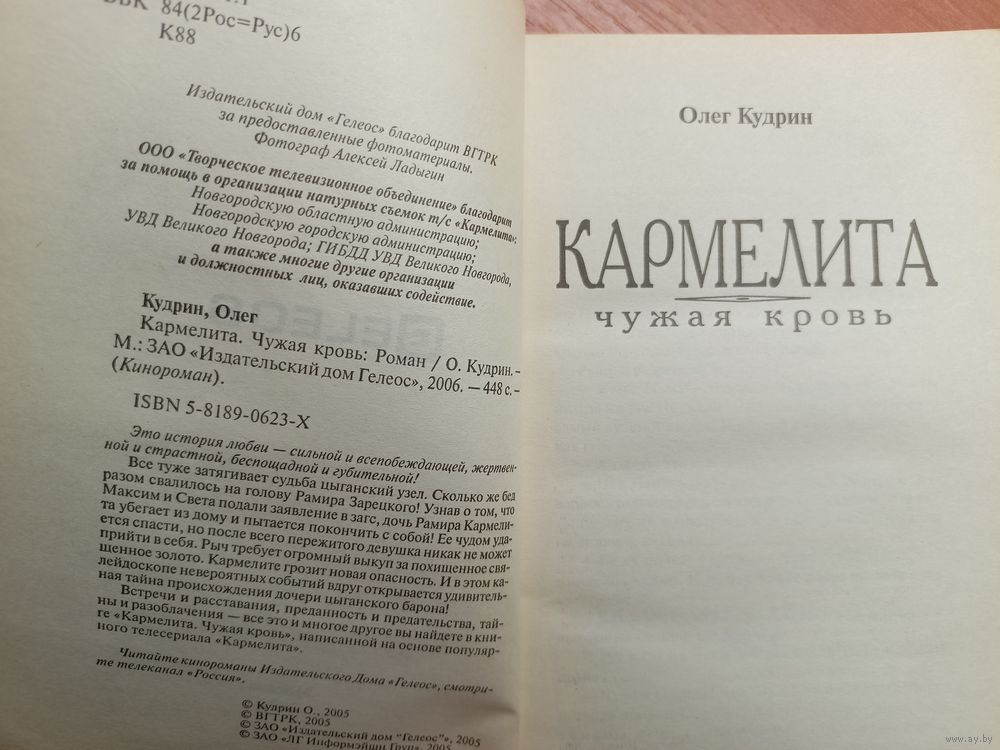 ББК 84(2Рос=Рус)6
К88
Издательский дом «Гелеос» благодарит ВГТРК
за предоставленные фотоматериалы.
Фотограф Алексей Ладыгин
ООО «Творческое телевизионное объединение» благодарит
за помощь в организации натурных съемок т/с «Кармелита»:
Новгородскую областную администрацию;
Новгородскую городскую администрацию;
УВД Великого Новгорода; ГИБДД УВД Великого Новгорода,
а также многие другие организации
и должностных лиц, оказавших содействие.
Кудрин, Олег
Кармелита. Чужая кровь: Роман / О. Кудрин.–
М.: ЗАО «Издательский дом Гелеос», 2006. — 448 с. –
(Кинороман).
ISBN 5-8189-0623-X
Это история любви — сильной и всепобеждающей, жертвен-
ной и страстной, беспощадной и губительной!
Все туже затягивает судьба цыганский узел. Сколько же бед
разом свалилось на голову Рамира Зарецкого! Узнав о том, что
Максим и Света подали заявление в загс, дочь Рамира Кармели-
та убегает из дому и пытается покончить с собой! Ее чудом уда-
ется спасти, но после всего пережитого девушка никак не может
прийти в себя. Рыч требует огромный выкуп за похищенное свя-
щенное золото. Кармелите грозит новая опасность. И в этом ка-
лейдоскопе невероятных событий вдруг открывается удивитель-
ная тайна происхождения дочери цыганского барона!
Встречи и расставания, преданность и предательства, тай-
ны и разоблачения — все это и многое другое вы найдете в кни-
ге «Кармелита. Чужая кровь», написанной на основе популяр-
ного телесериала «Кармелита».
Читайте кинороманы Издательского Дома «Гелеос», смотри-
те телеканал «Россия».
© Кудрин О., 2005
© ВГТРК, 2005
© ЗАО «Издательский дом "Гелеос"», 2005
© ЗАО «ЛГ Информэйшн Груп», 2005
Олег Кудрин
КАРМЕЛИТА
чужая кровь
www.ay.by